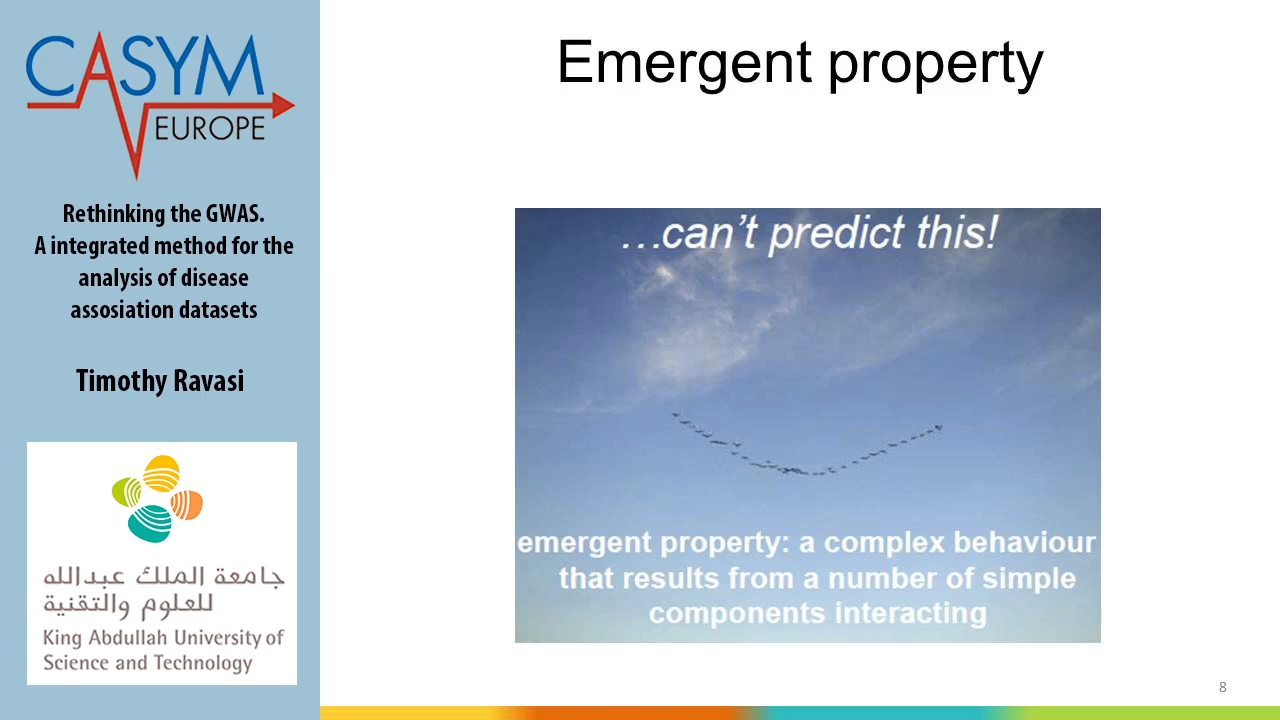 CASYM
EUROPE
Rethinking the GWAS.
A integrated method for the
analysis of disease
assosiation datasets
Timothy Ravasi
جامعة الملك عبدالله
للعلوم والتقنية
King Abdullah University of
Science and Technology
Emergent property
...can't predict this!
emergent property: a complex behaviour
that results from a number of simple
components interacting
8